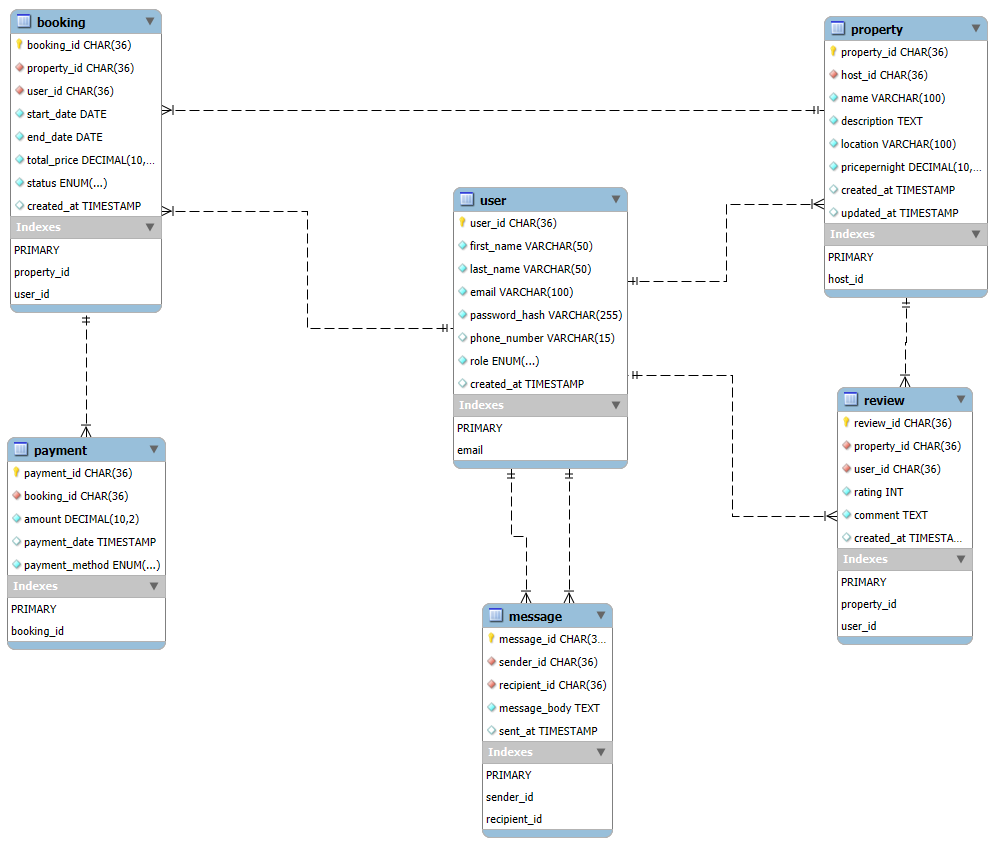 booking
booking_id CHAR(36)
property_id CHAR(36)
user_id CHAR(36)
start_date DATE
end_date DATE
total_price DECIMAL(10,...
status ENUM(...)
created_at TIMESTAMP
Indexes
PRIMARY
property_id
user_id
property
property_id CHAR(36)
host_id CHAR(36)
name VARCHAR(100)
description TEXT
location VARCHAR(100)
pricepernight DECIMAL(10,...
created_at TIMESTAMP
updated_at TIMESTAMP
Indexes
PRIMARY
host_id
user
user_id CHAR(36)
first_name VARCHAR(50)
last_name VARCHAR(50)
email VARCHAR(100)
password_hash VARCHAR(255)
phone_number VARCHAR(15)
role ENUM(...)
created_at TIMESTAMP
Indexes
PRIMARY
email
payment
payment_id CHAR(36)
booking_id CHAR(36)
amount DECIMAL(10,2)
payment_date TIMESTAMP
payment_method ENUM(...)
Indexes
PRIMARY
booking_id
review
review_id CHAR(36)
property_id CHAR(36)
user_id CHAR(36)
rating INT
comment TEXT
created_at TIMESTA...
Indexes
PRIMARY
property_id
user_id
message
message_id CHAR(3...
sender_id CHAR(36)
recipient_id CHAR(36)
message_body TEXT
sent_at TIMESTAMP
Indexes
PRIMARY
sender_id
recipient_id